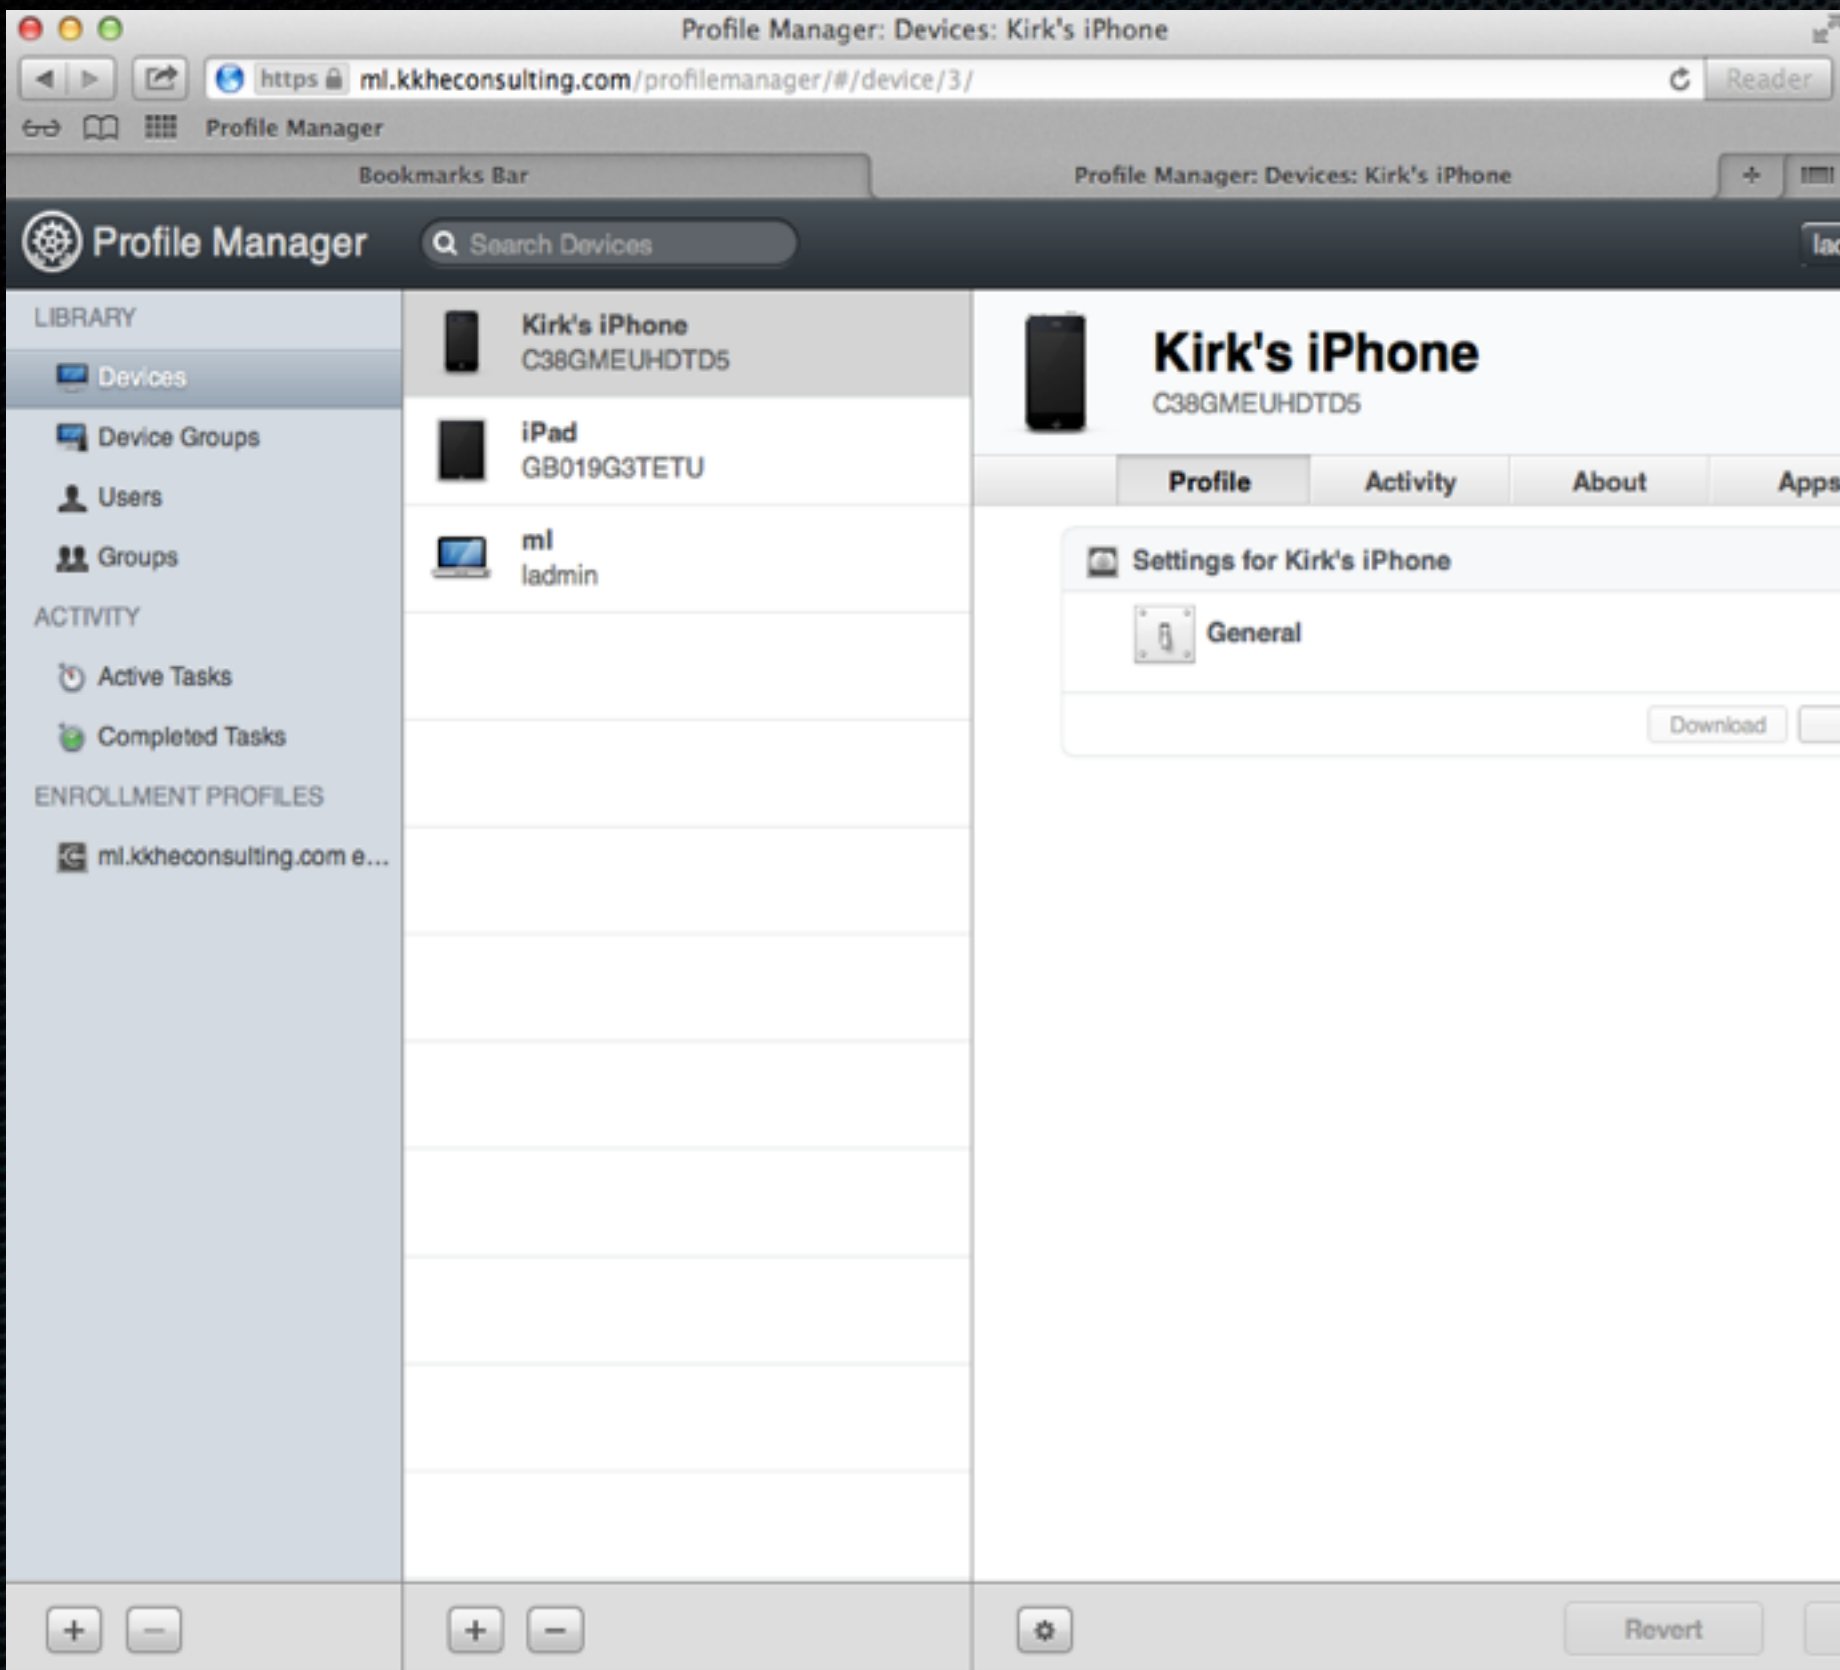 Profile Manager: Devices: Kirk's iPhone
https ml.kkheconsulting.com/profilemanager/#/device/3/ Reader
Profile Manager
Bookmarks Bar Profile Manager: Devices: Kirk's iPhone +
Profile Manager Search Devices
LIBRARY
Devices
Device Groups
Users
Groups
ACTIVITY
Active Tasks
Completed Tasks
ENROLLMENT PROFILES
ml.kkheconsulting.com e...
Kirk's iPhone
C38GMEUHDTD5
iPad
GB019G3TETU
ml
ladmin
Kirk's iPhone
C38GMEUHDTD5
Profile Activity About Apps
Settings for Kirk's iPhone
General
Download
+ − + − Revert